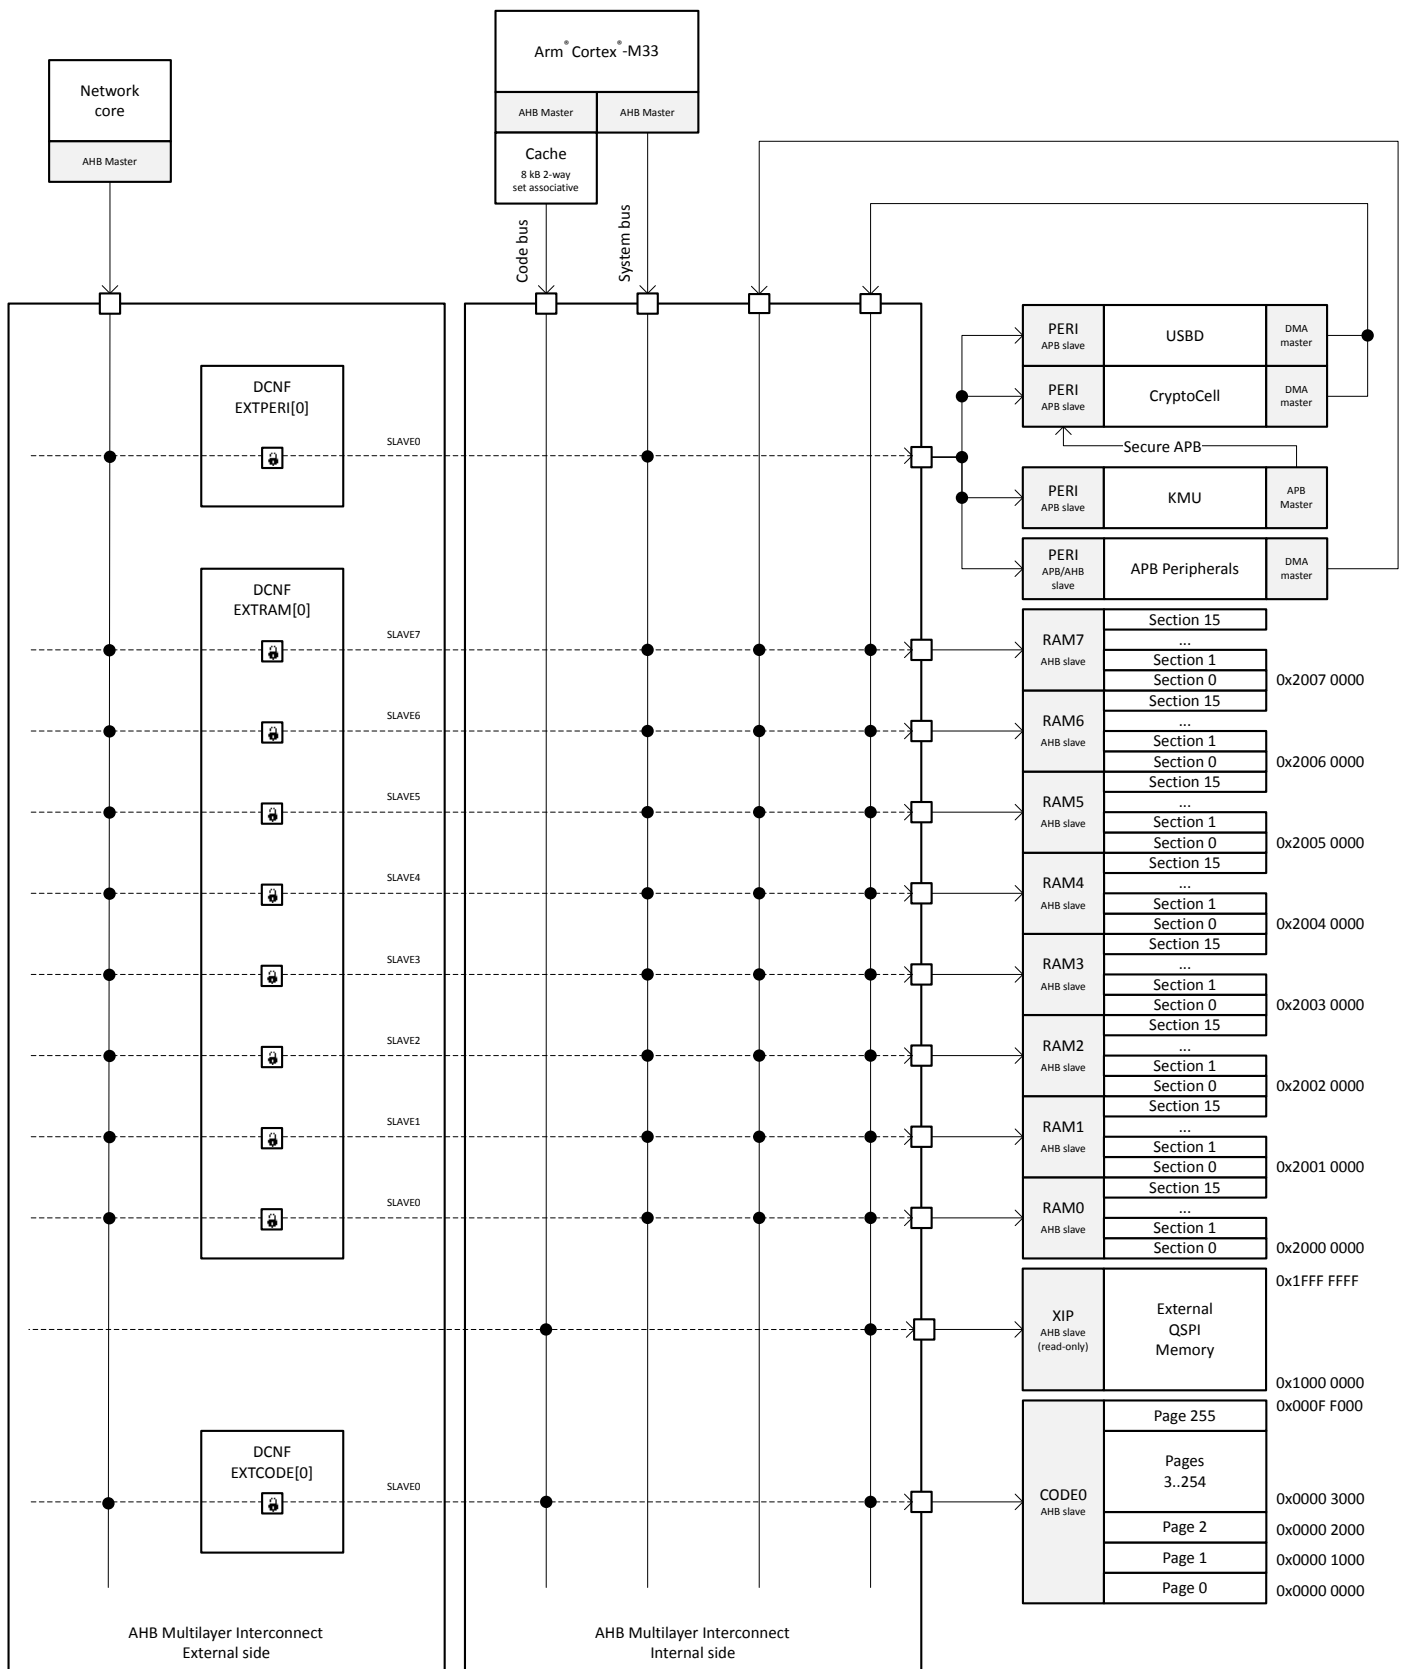 Arm® Cortex®-M33
AHB Master
AHB Master
Cache
8 kB 2-way
set associative
Network
core
AHB Master
Code bus
System bus
PERI
APB slave
USBD
DMA
master
PERI
APB slave
CryptoCell
DMA
master
Secure APB
PERI
APB slave
KMU
APB
Master
PERI
APB/AHB
slave
APB Peripherals
DMA
master
DCNF
EXTPERI[0]
SLAVE0
DCNF
EXTRAM[0]
SLAVE7
SLAVE6
SLAVE5
SLAVE4
SLAVE3
SLAVE2
SLAVE1
SLAVE0
RAM7
AHB slave
Section 15
...
Section 1
Section 0
0x2007 0000
RAM6
AHB slave
Section 15
...
Section 1
Section 0
0x2006 0000
RAM5
AHB slave
Section 15
...
Section 1
Section 0
0x2005 0000
RAM4
AHB slave
Section 15
...
Section 1
Section 0
0x2004 0000
RAM3
AHB slave
Section 15
...
Section 1
Section 0
0x2003 0000
RAM2
AHB slave
Section 15
...
Section 1
Section 0
0x2002 0000
RAM1
AHB slave
Section 15
...
Section 1
Section 0
0x2001 0000
RAM0
AHB slave
Section 15
...
Section 1
Section 0
0x2000 0000
XIP
AHB slave
(read-only)
External
QSPI
Memory
0x1FFF FFFF
0x1000 0000
DCNF
EXTCODE[0]
SLAVE0
CODE0
AHB slave
Page 255
0x000F F000
Pages
3..254
0x0000 3000
Page 2
0x0000 2000
Page 1
0x0000 1000
Page 0
0x0000 0000
AHB Multilayer Interconnect
External side
AHB Multilayer Interconnect
Internal side